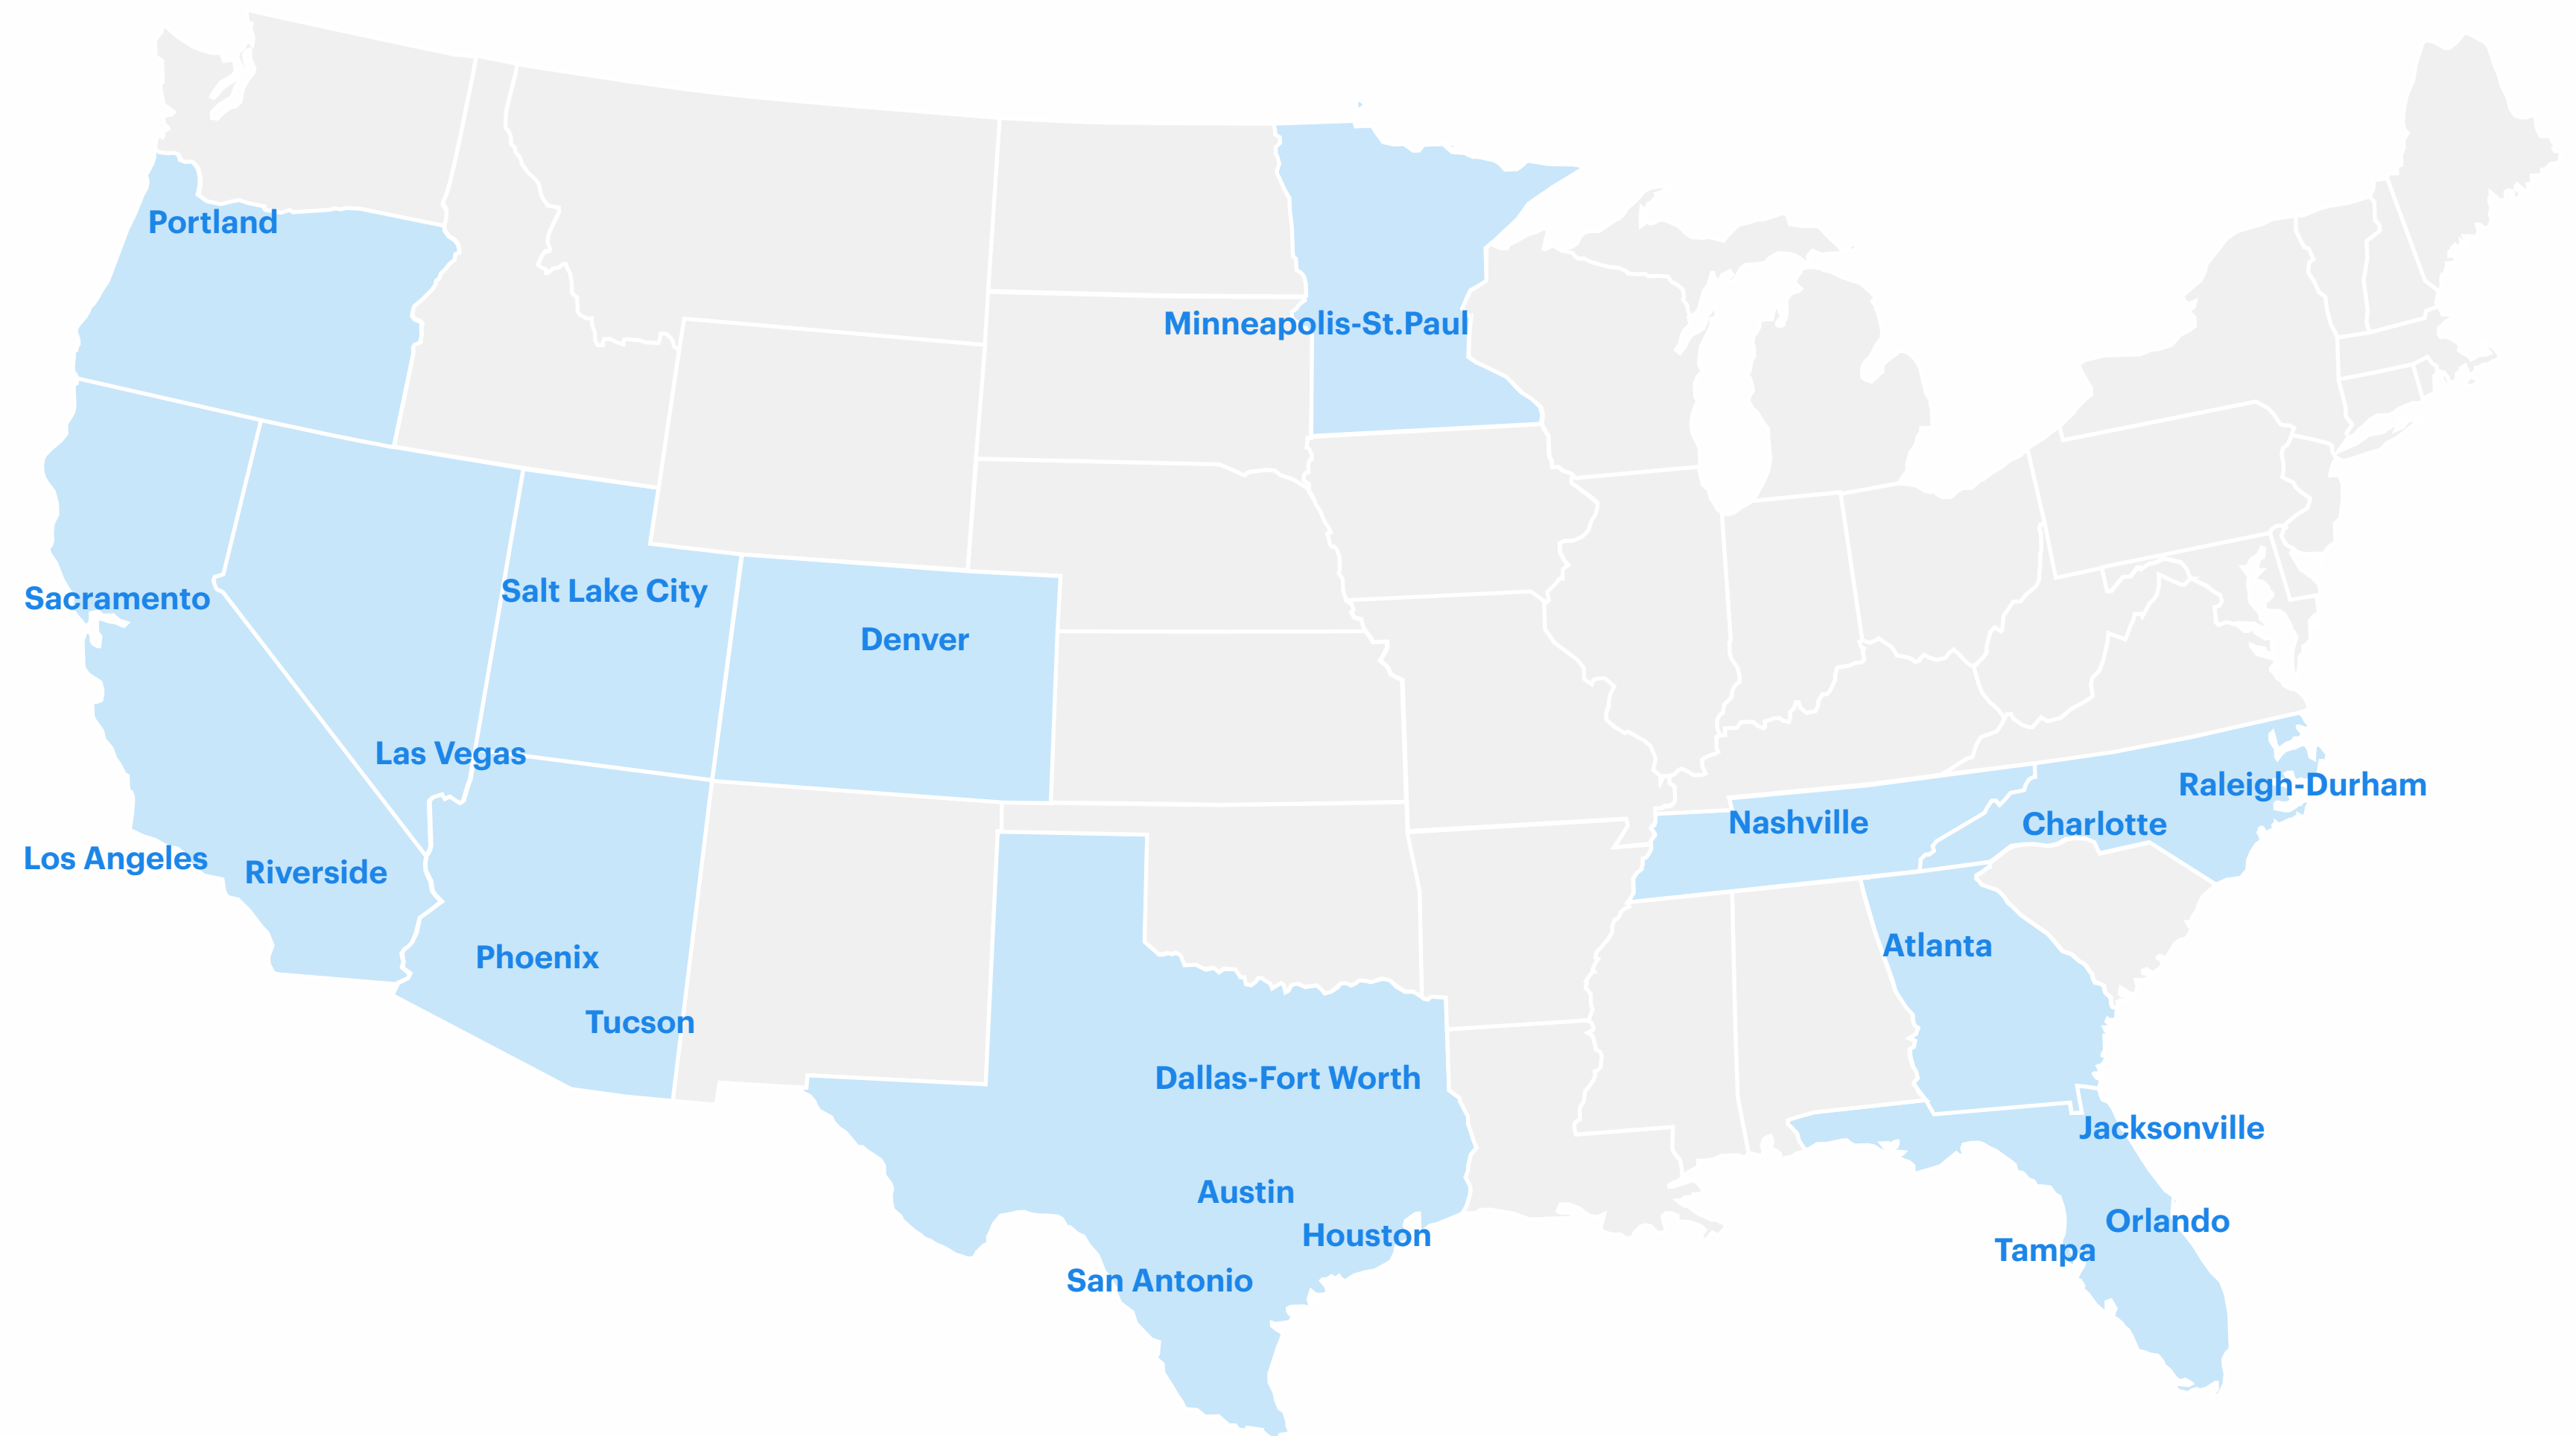 Portland
Minneapolis-St.Paul
Salt Lake City
Sacramento
Denver
Las Vegas
Raleigh-Durham
Nashville
Charlotte
Los Angeles
Riverside
Atlanta
Phoenix
Tucson
Dallas-Fort Worth
Jacksonville
Austin
Orlando
Houston
Tampa
San Antonio